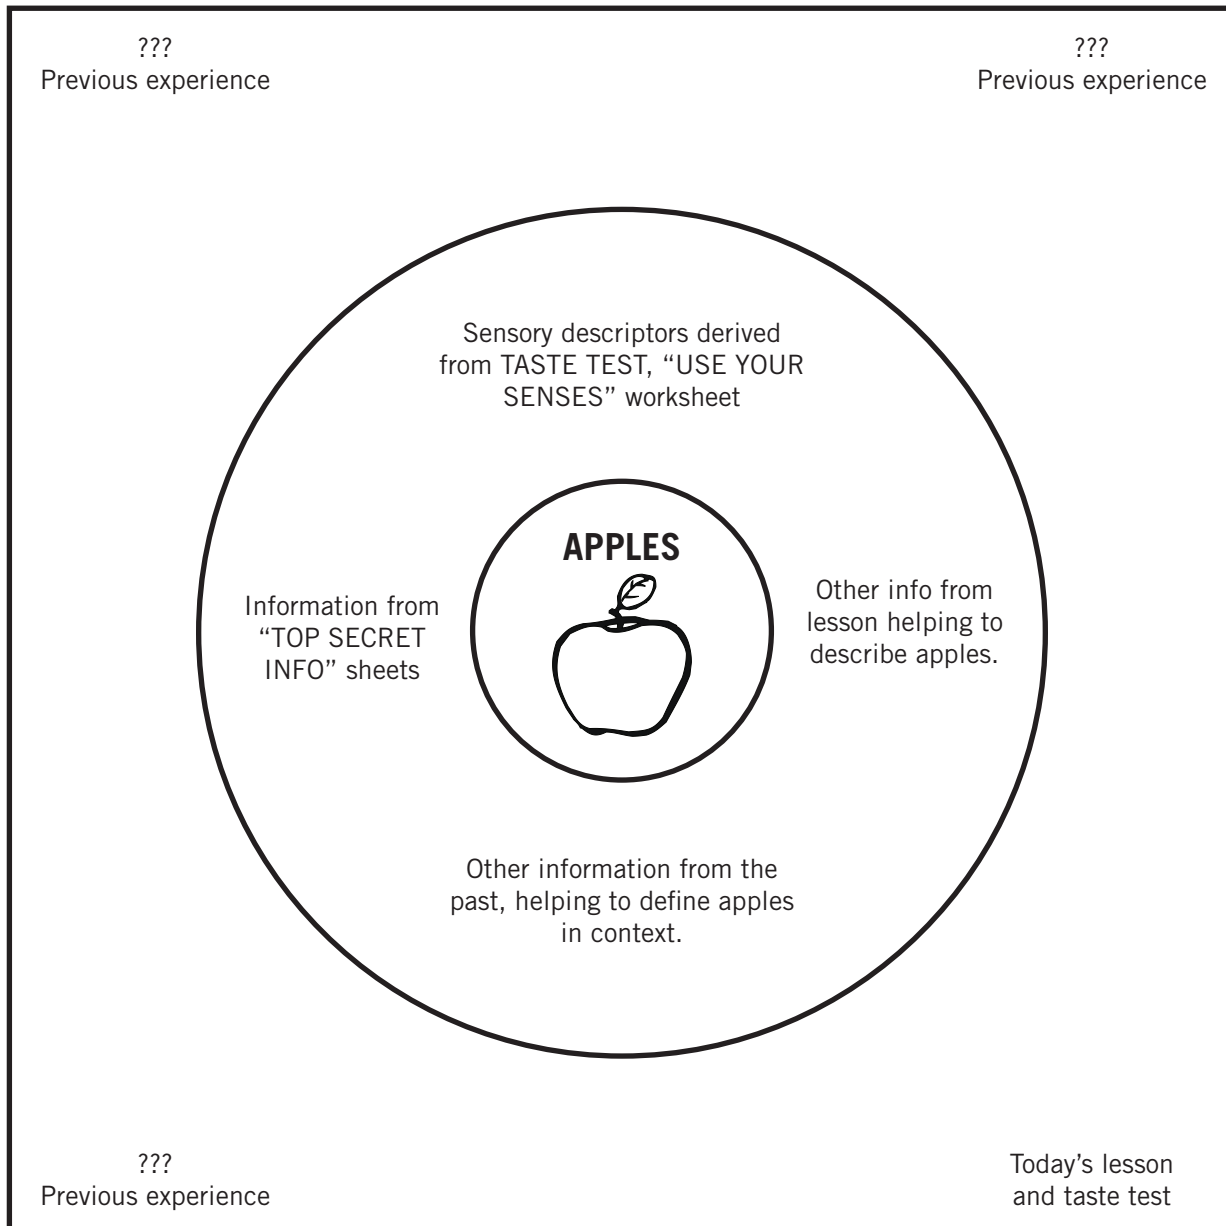 ???
Previous experience
???
Previous experience
Sensory descriptors derived
from TASTE TEST, “USE YOUR
SENSES” worksheet
APPLES
Information from
“TOP SECRET
INFO” sheets
Other info from
lesson helping to
describe apples.
Other information from the
past, helping to define apples
in context.
???
Previous experience
Today’s lesson
and taste test